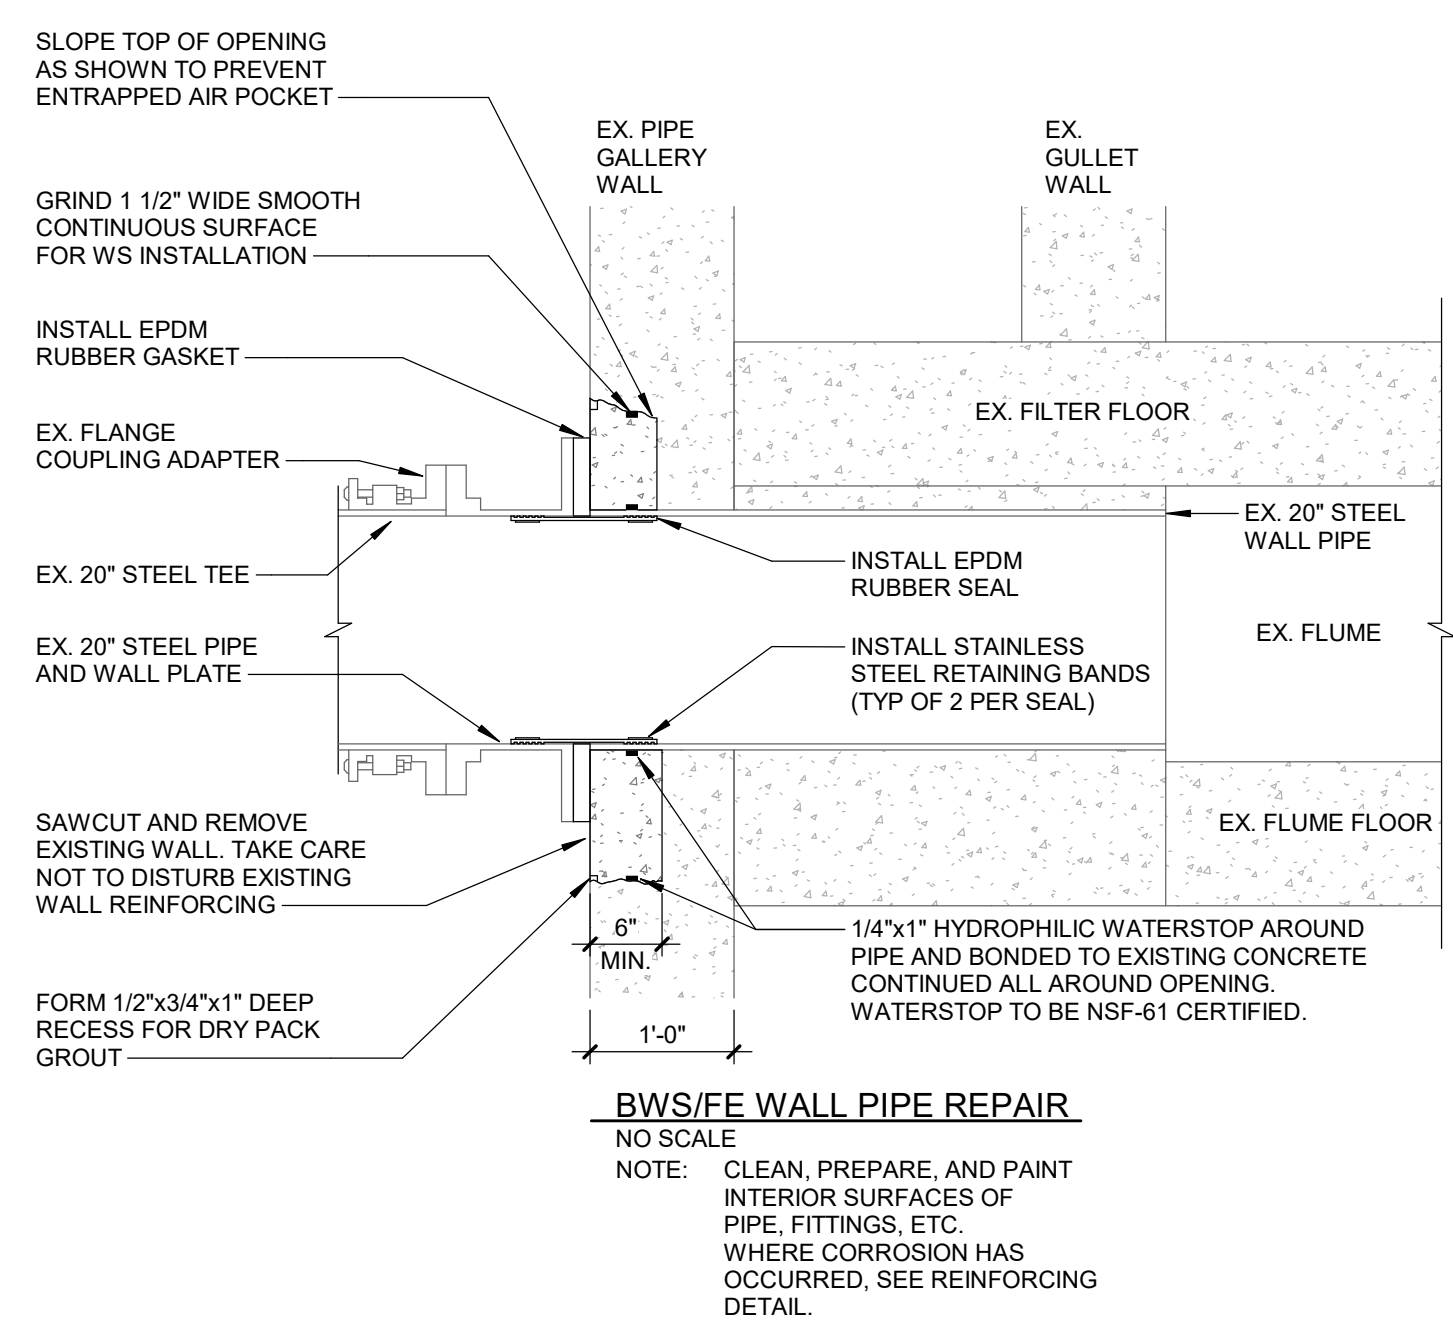 SLOPE TOP OF OPENING
AS SHOWN TO PREVENT
ENTRAPPED AIR POCKET
EX. PIPE
GALLERY
WALL
EX.
GULLET
WALL
GRIND 1 1/2" WIDE SMOOTH
CONTINUOUS SURFACE
FOR WS INSTALLATION
INSTALL EPDM
RUBBER GASKET
EX. FILTER FLOOR
EX. FLANGE
COUPLING ADAPTER
EX. 20" STEEL
WALL PIPE
INSTALL EPDM
RUBBER SEAL
EX. 20" STEEL TEE
EX. FLUME
EX. 20" STEEL PIPE
AND WALL PLATE
INSTALL STAINLESS
STEEL RETAINING BANDS
(TYP OF 2 PER SEAL)
SAWCUT AND REMOVE
EXISTING WALL. TAKE CARE
NOT TO DISTURB EXISTING
WALL REINFORCING
EX. FLUME FLOOR
6"
MIN.
1/4"x1" HYDROPHILIC WATERSTOP AROUND
PIPE AND BONDED TO EXISTING CONCRETE
CONTINUED ALL AROUND OPENING.
WATERSTOP TO BE NSF-61 CERTIFIED.
FORM 1/2"x3/4"x1" DEEP
RECESS FOR DRY PACK
GROUT
1'-0"
BWS/FE WALL PIPE REPAIR
NO SCALE
NOTE: CLEAN, PREPARE, AND PAINT
INTERIOR SURFACES OF
PIPE, FITTINGS, ETC.
WHERE CORROSION HAS
OCCURRED, SEE REINFORCING
DETAIL.